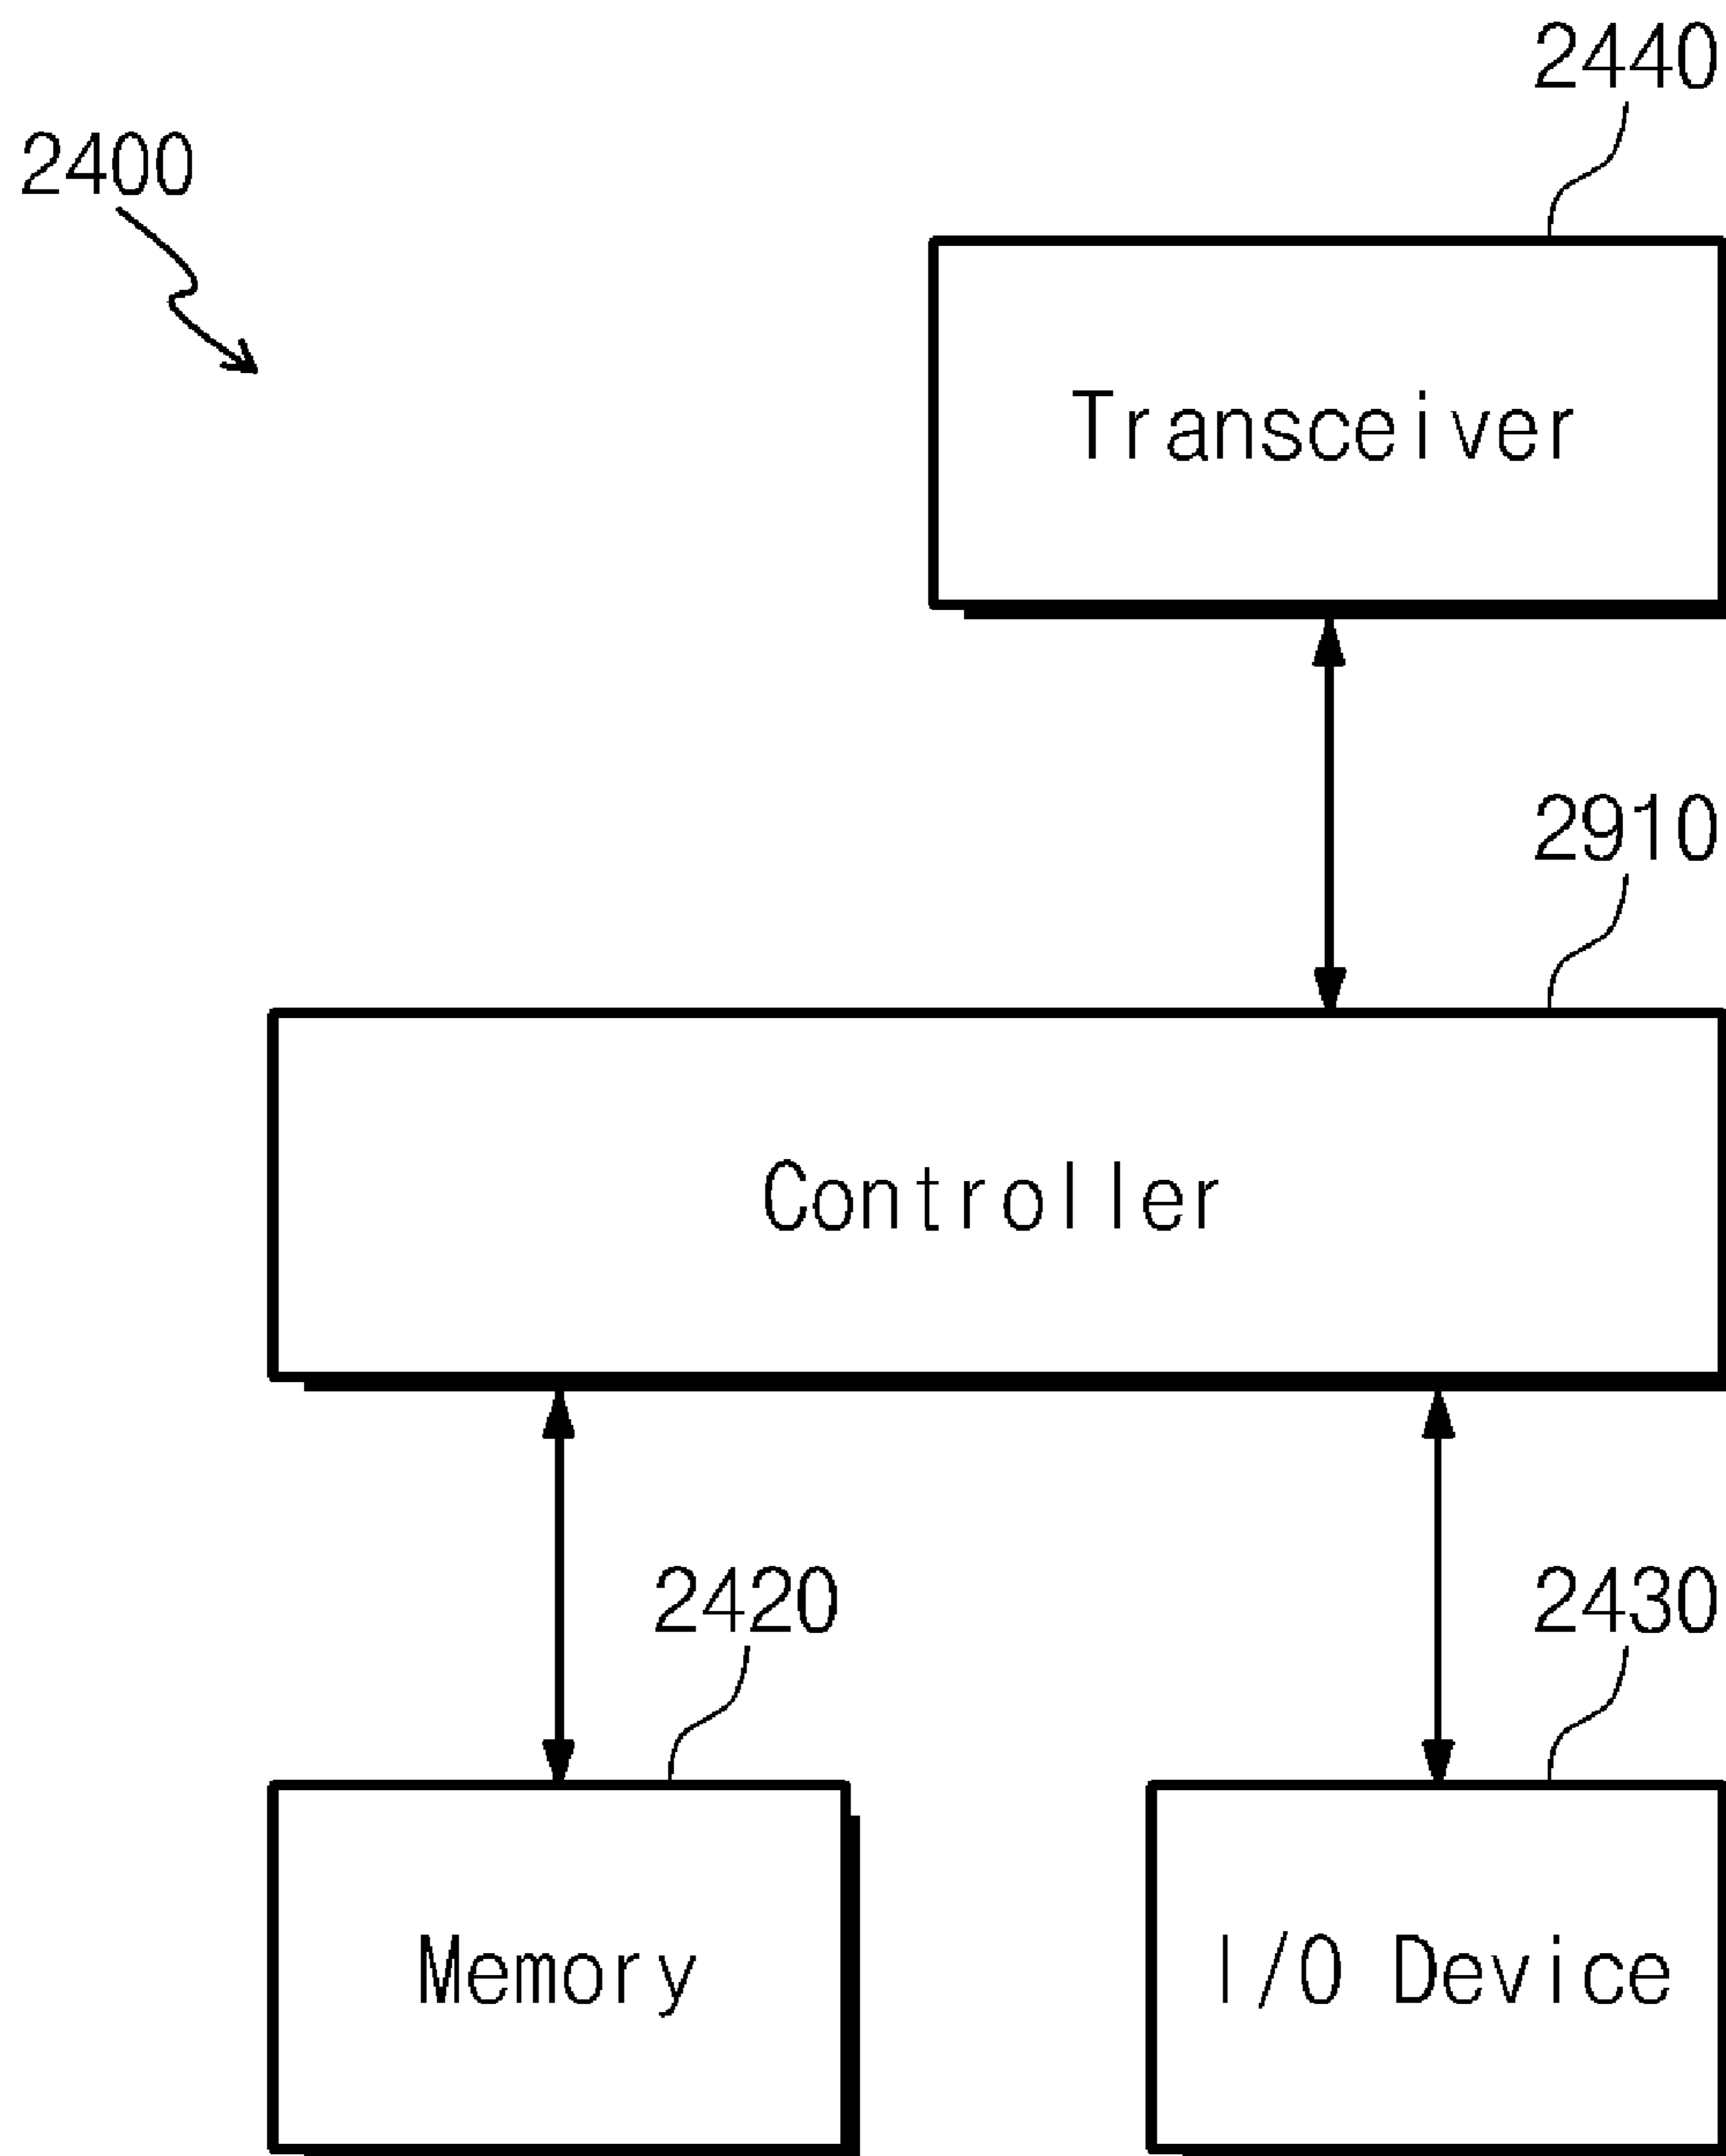 2440
2400
Transceiver
2910
Controller
2420
2430
Memory
I/O Device